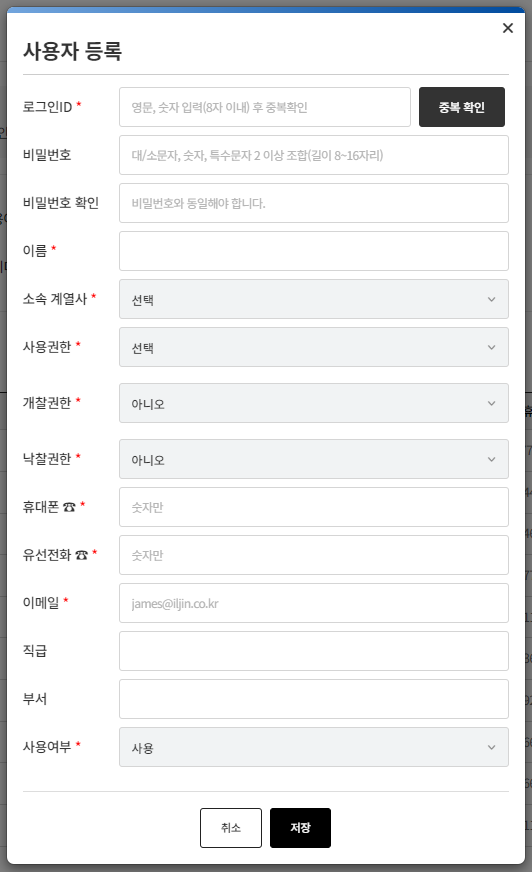 사용자 등록
로그인ID *
영문, 숫자 입력(8자 이내) 후 중복확인
중복 확인
비밀번호
대/소문자, 숫자, 특수문자 2 이상 조합(길이 8~16자리)
비밀번호 확인
비밀번호와 동일해야 합니다.
이름 *
소속 계열사 *
선택
사용권한 *
선택
개찰권한 *
아니오
낙찰권한 *
아니오
휴대폰 ☎ *
숫자만
유선전화 ☎ *
숫자만
이메일 *
james@iljin.co.kr
직급
부서
사용여부 *
사용
취소
저장